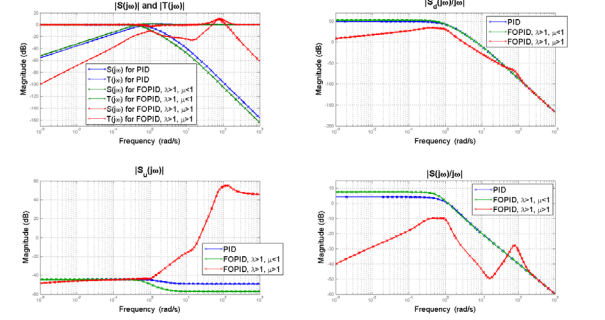 |S(jω)| and |T(jω)|
Magnitude (dB)
S(jω) for PID
T(jω) for PID
S(jω) for FOPID, λ>1, μ<1
T(jω) for FOPID, λ>1, μ<1
S(jω) for FOPID, λ>1, μ>1
T(jω) for FOPID, λ>1, μ>1
Frequency (rad/s)
|S_d(jω)/jω|
Magnitude (dB)
PID
FOPID, λ>1, μ<1
FOPID, λ>1, μ>1
Frequency (rad/s)
|S_u(jω)|
Magnitude (dB)
PID
FOPID, λ>1, μ<1
FOPID, λ>1, μ>1
Frequency (rad/s)
|S(jω)/jω|
Magnitude (dB)
PID
FOPID, λ>1, μ<1
FOPID, λ>1, μ>1
Frequency (rad/s)